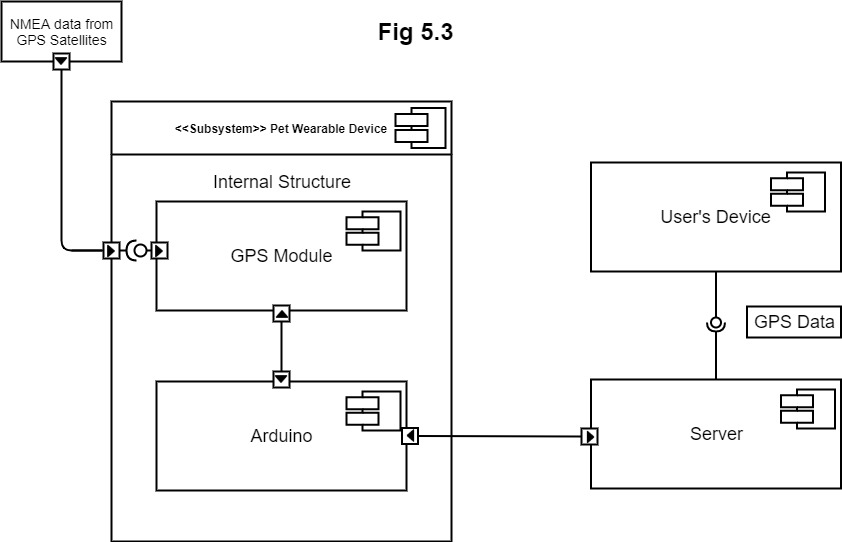 NMEA data from
GPS Satellites
Fig 5.3
<<Subsystem>> Pet Wearable Device
Internal Structure
GPS Module
User's Device
GPS Data
Arduino
Server